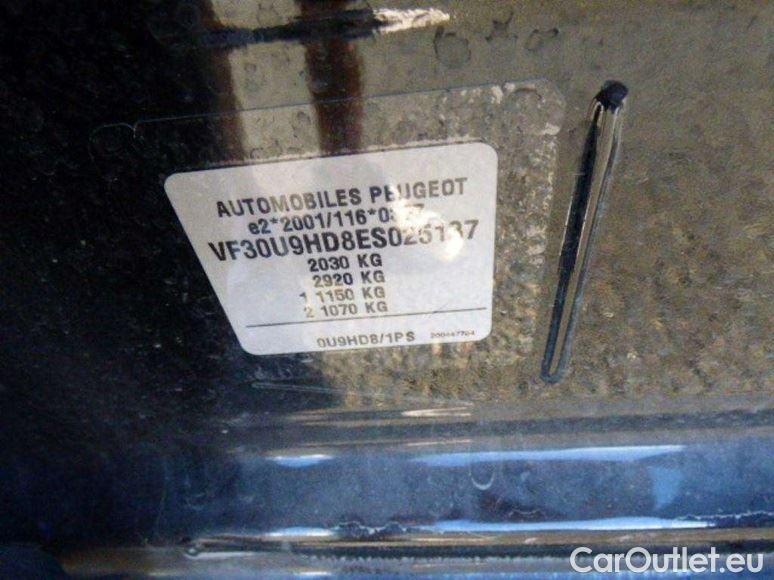 AUTOMOBILES PEUGEOT
VF30U9HD8ES025137
2030 KG
2920 KG
1 1150 KG
2 1070 KG
0U9HD8/1PS
CarOutlet.eu